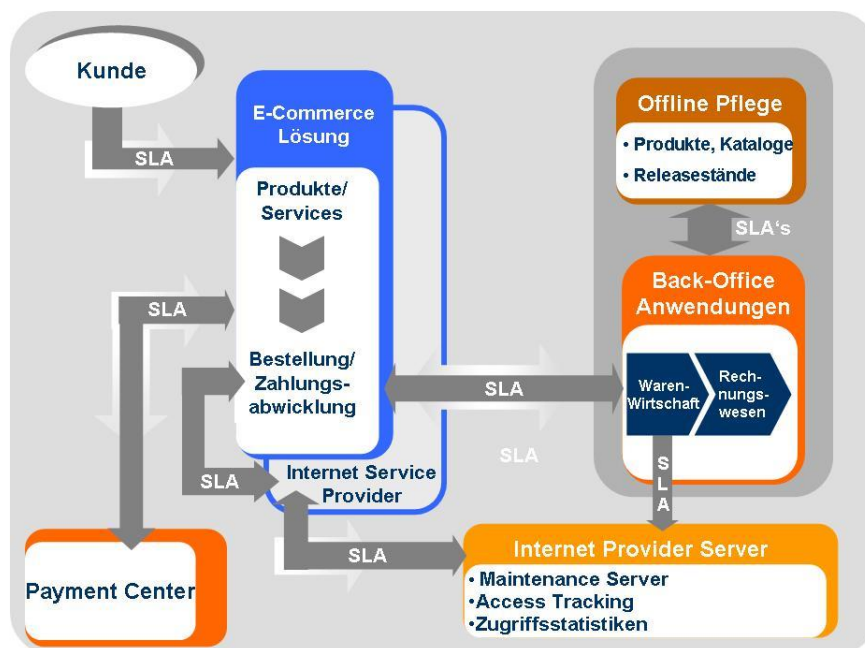 Kunde
SLA
E-Commerce
Lösung
Produkte/
Services
SLA
Bestellung/
Zahlungs-
abwicklung
SLA
Internet Service
Provider
SLA
SLA
SLA
Offline Pflege
• Produkte, Kataloge
• Releasestände
SLA‘s
Back-Office
Anwendungen
Waren-
Wirtschaft
Rech-
nungs-
wesen
S
L
A
Payment Center
Internet Provider Server
• Maintenance Server
• Access Tracking
• Zugriffsstatistiken